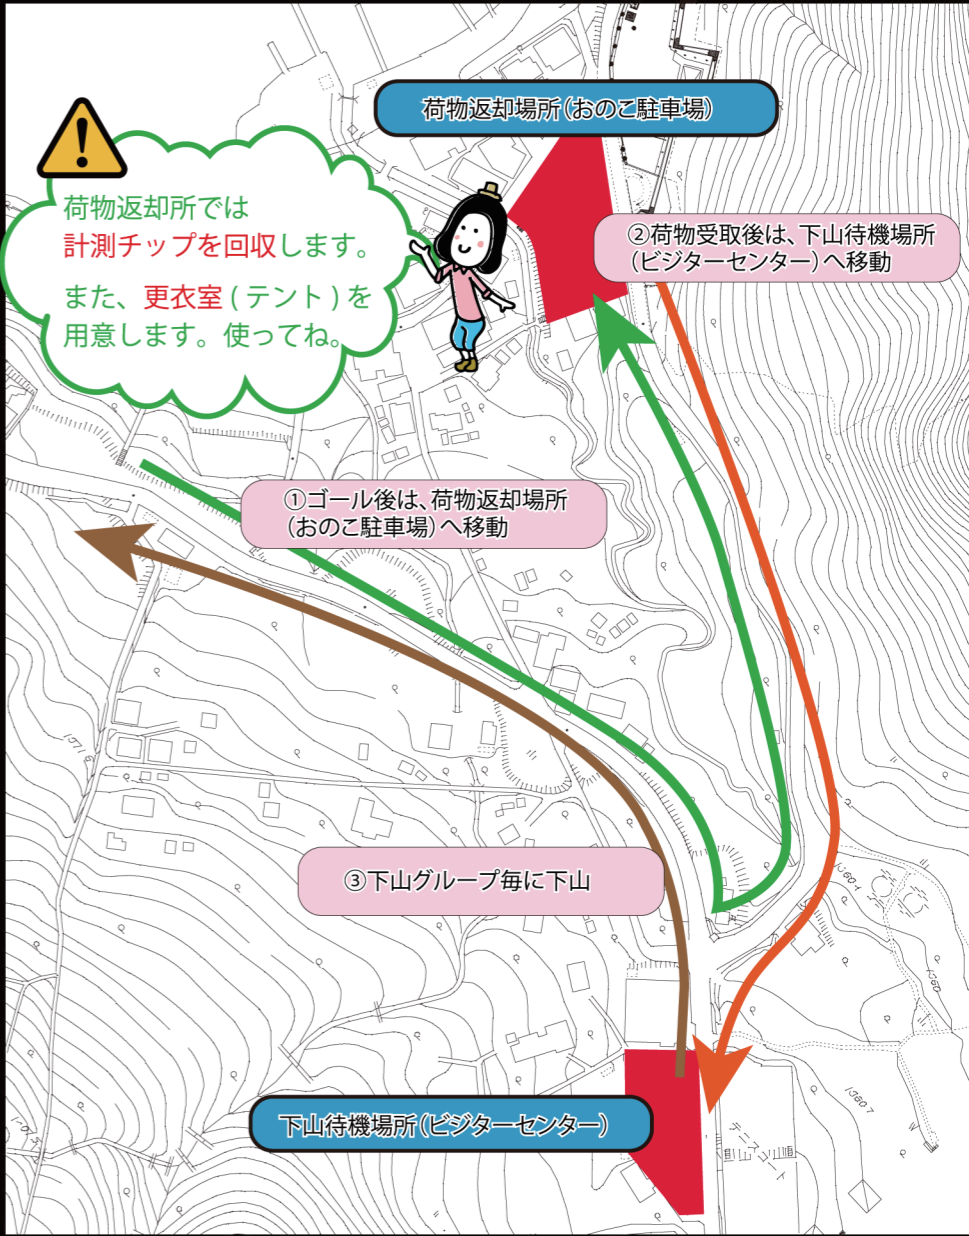 荷物返却場所(おのこ駐車場)
荷物返却所では
計測チップを回収します。
また、更衣室(テント)を
用意します。使ってね。
②荷物受取後は、下山待機場所
(ビジターセンター)へ移動
①ゴール後は、荷物返却場所
(おのこ駐車場)へ移動
③下山グループ毎に下山
下山待機場所(ビジターセンター)